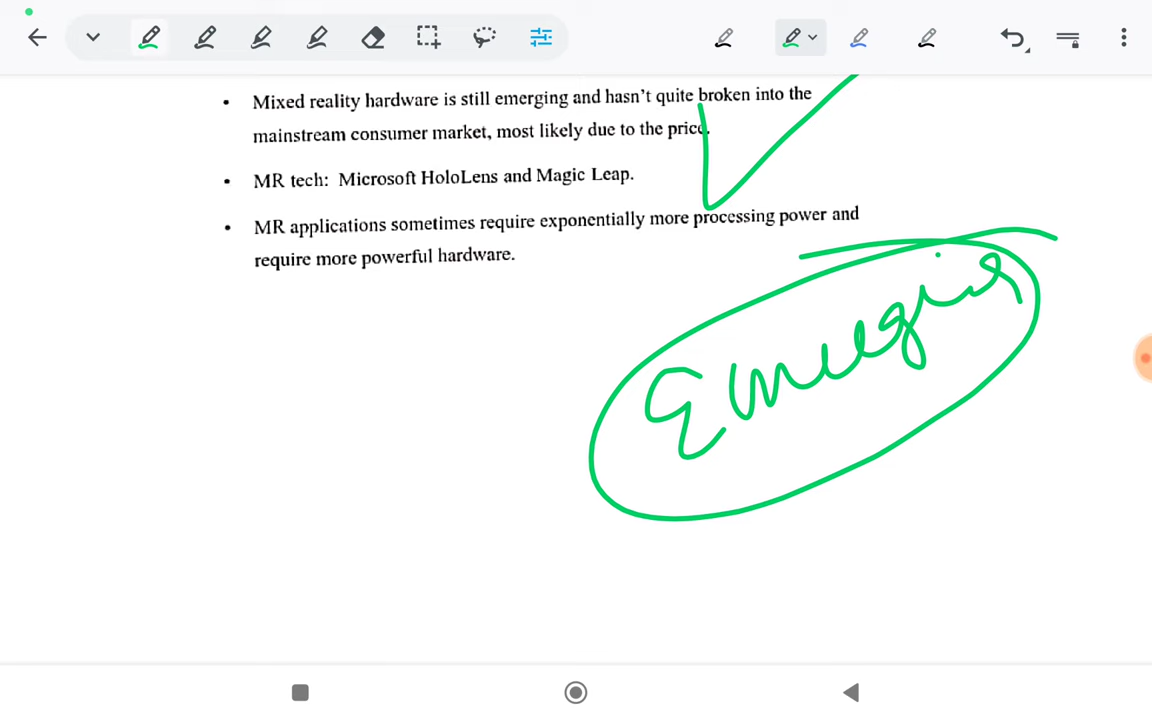 • Mixed reality hardware is still emerging and hasn't quite broken into the
mainstream consumer market, most likely due to the price.
• MR tech: Microsoft HoloLens and Magic Leap.
• MR applications sometimes require exponentially more processing power and
require more powerful hardware.
Emerging